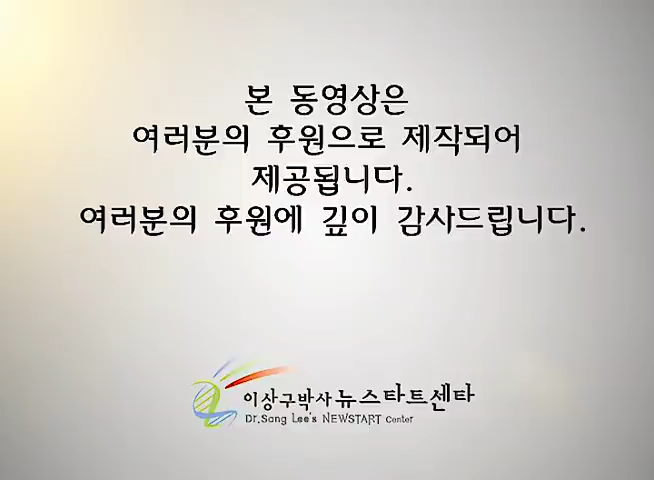 본 동영상은
여러분의 후원으로 제작되어
제공됩니다.
여러분의 후원에 깊이 감사드립니다.
이상구박사 뉴스타트센타
Dr.Sang Lee's NEWSTART Center